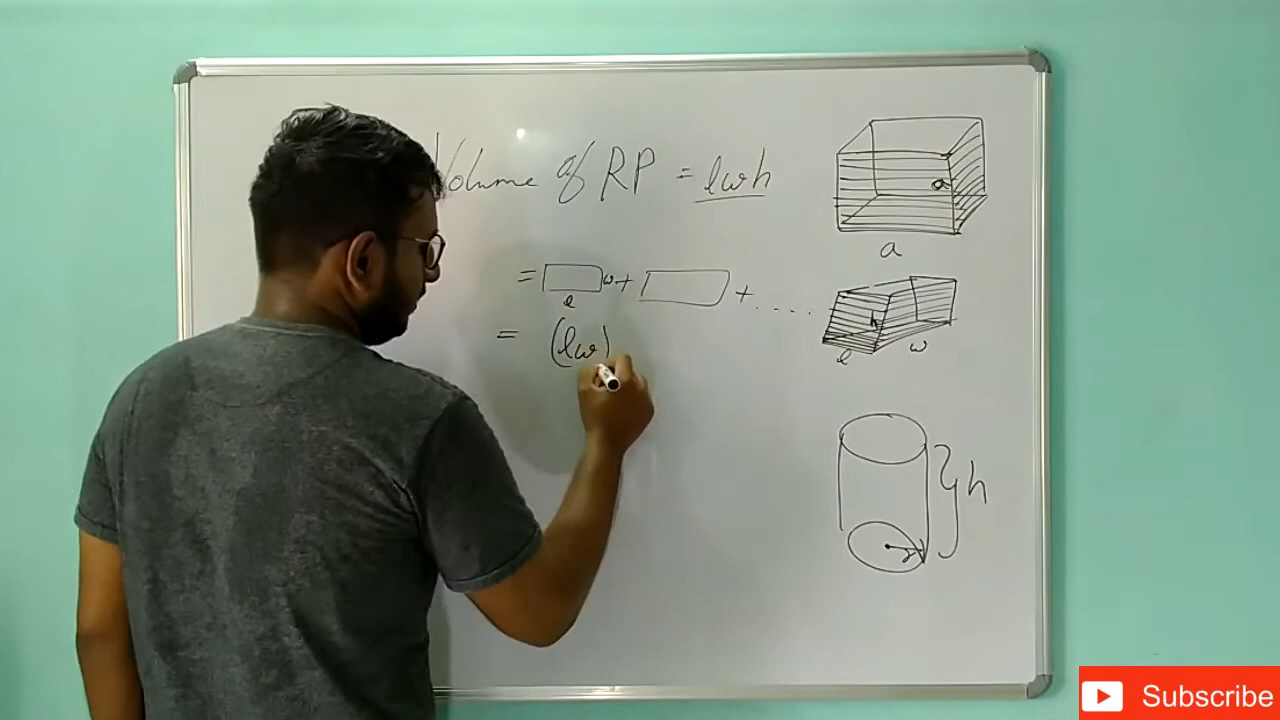 Volume of RP = lwh
a
a
= l w + + .....
h
l w
= (lw)
h
r
Subscribe